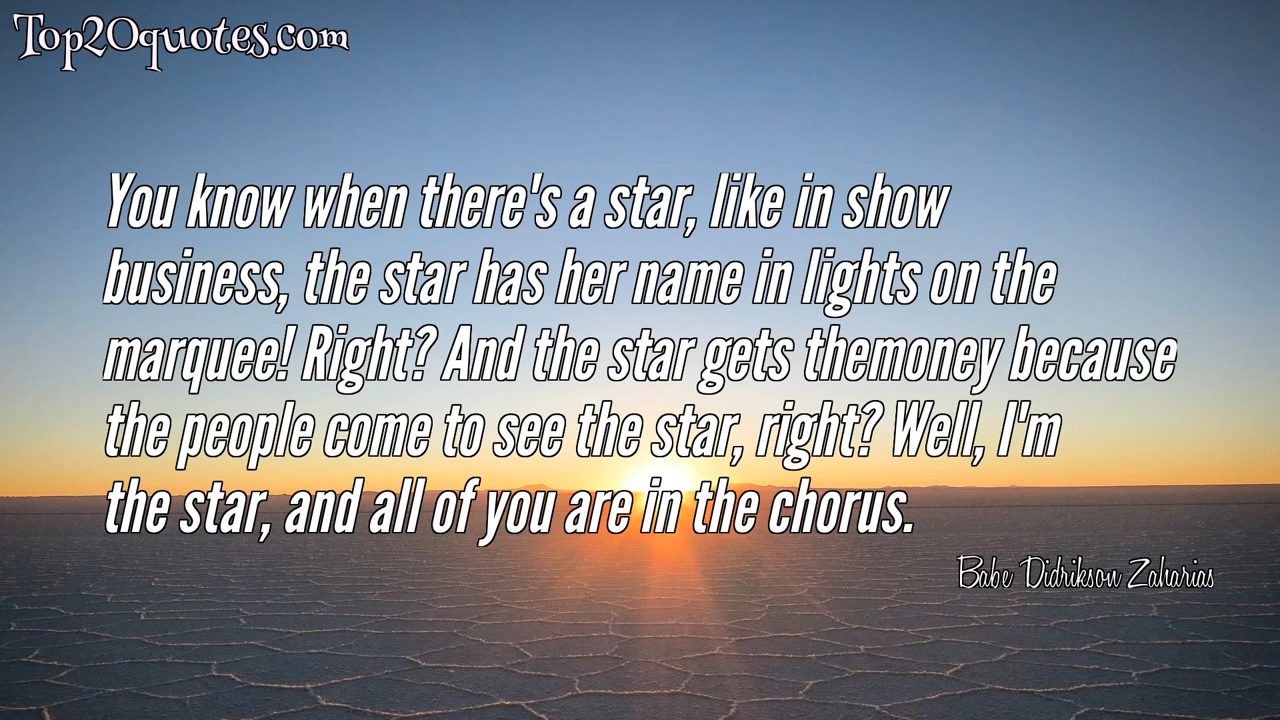 Top20quotes.com
You know when there's a star, like in show
business, the star has her name in lights on the
marquee! Right? And the star gets themoney because
the people come to see the star, right? Well, I'm
the star, and all of you are in the chorus.
Babe Didrikson Zaharias